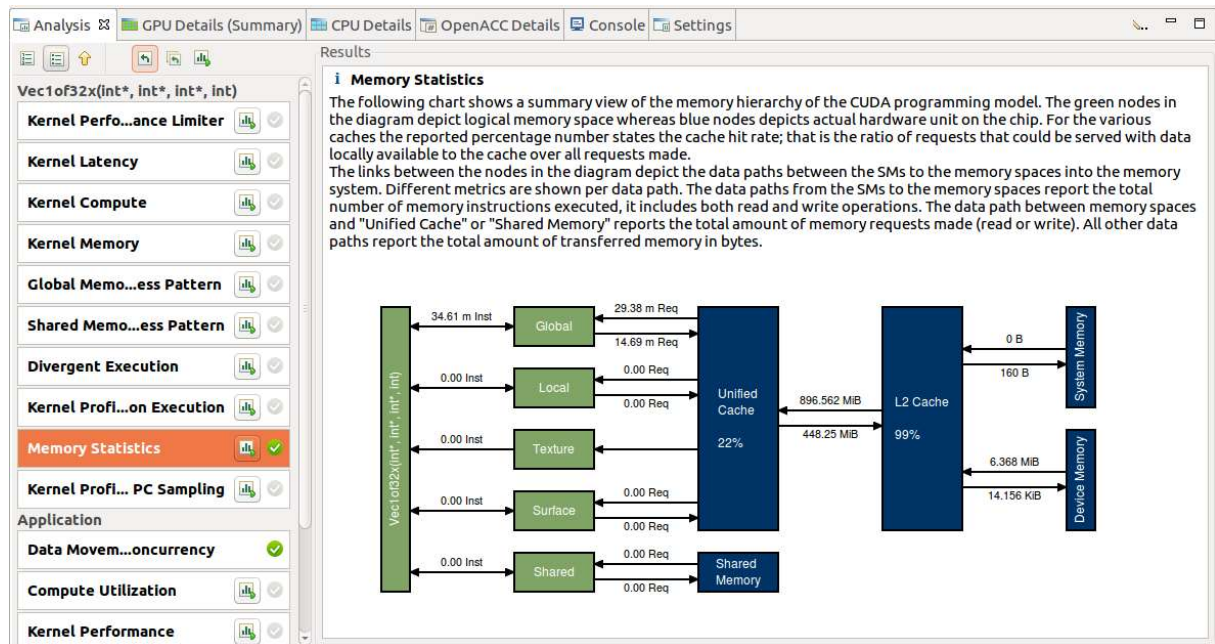 Analysis
GPU Details (Summary)
CPU Details
OpenACC Details
Console
Settings
Vec1of32x(int*, int*, int*, int)
Kernel Perfo...ance Limiter
Kernel Latency
Kernel Compute
Kernel Memory
Global Memo...ess Pattern
Shared Memo...ess Pattern
Divergent Execution
Kernel Profi...on Execution
Memory Statistics
Kernel Profi... PC Sampling
Application
Data Movem...oncurrency
Compute Utilization
Kernel Performance
Results
i Memory Statistics
The following chart shows a summary view of the memory hierarchy of the CUDA programming model. The green nodes in
the diagram depict logical memory space whereas blue nodes depicts actual hardware unit on the chip. For the various
caches the reported percentage number states the cache hit rate; that is the ratio of requests that could be served with data
locally available to the cache over all requests made.
The links between the nodes in the diagram depict the data paths between the SMs to the memory spaces into the memory
system. Different metrics are shown per data path. The data paths from the SMs to the memory spaces report the total
number of memory instructions executed, it includes both read and write operations. The data path between memory spaces
and "Unified Cache" or "Shared Memory" reports the total amount of memory requests made (read or write). All other data
paths report the total amount of transferred memory in bytes.
Vec1of32x(int*, int*, int*, int)
34.61 m Inst
Global
29.38 m Req
14.69 m Req
0.00 Inst
Local
0.00 Req
0.00 Req
0.00 Inst
Texture
0.00 Inst
Surface
0.00 Req
0.00 Req
0.00 Inst
Shared
0.00 Req
0.00 Req
Unified
Cache
22%
Shared
Memory
896.562 MiB
448.25 MiB
L2 Cache
99%
0 B
160 B
System Memory
6.368 MiB
14.156 KiB
Device Memory